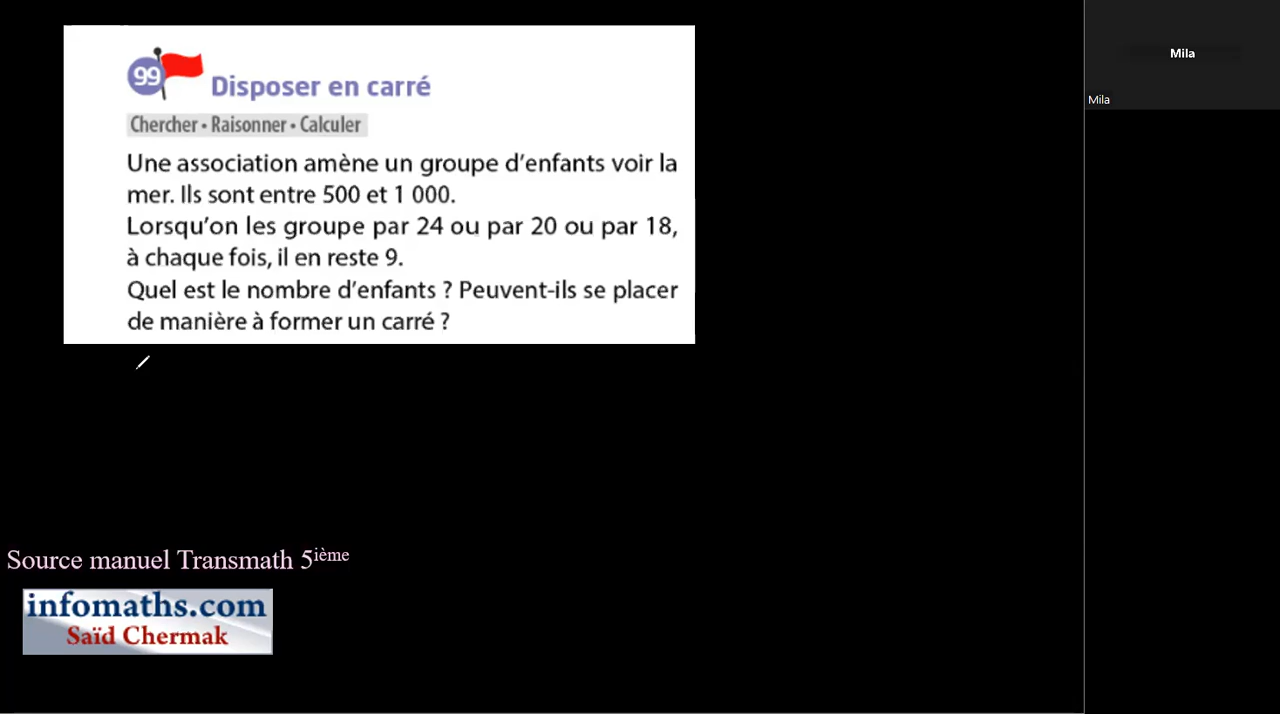 99
Disposer en carré
Chercher • Raisonner • Calculer
Une association amène un groupe d'enfants voir la
mer. Ils sont entre 500 et 1 000.
Lorsqu'on les groupe par 24 ou par 20 ou par 18,
à chaque fois, il en reste 9.
Quel est le nombre d'enfants ? Peuvent-ils se placer
de manière à former un carré ?
Source manuel Transmath 5ième
infomaths.com
Saïd Chermak
Mila
Mila